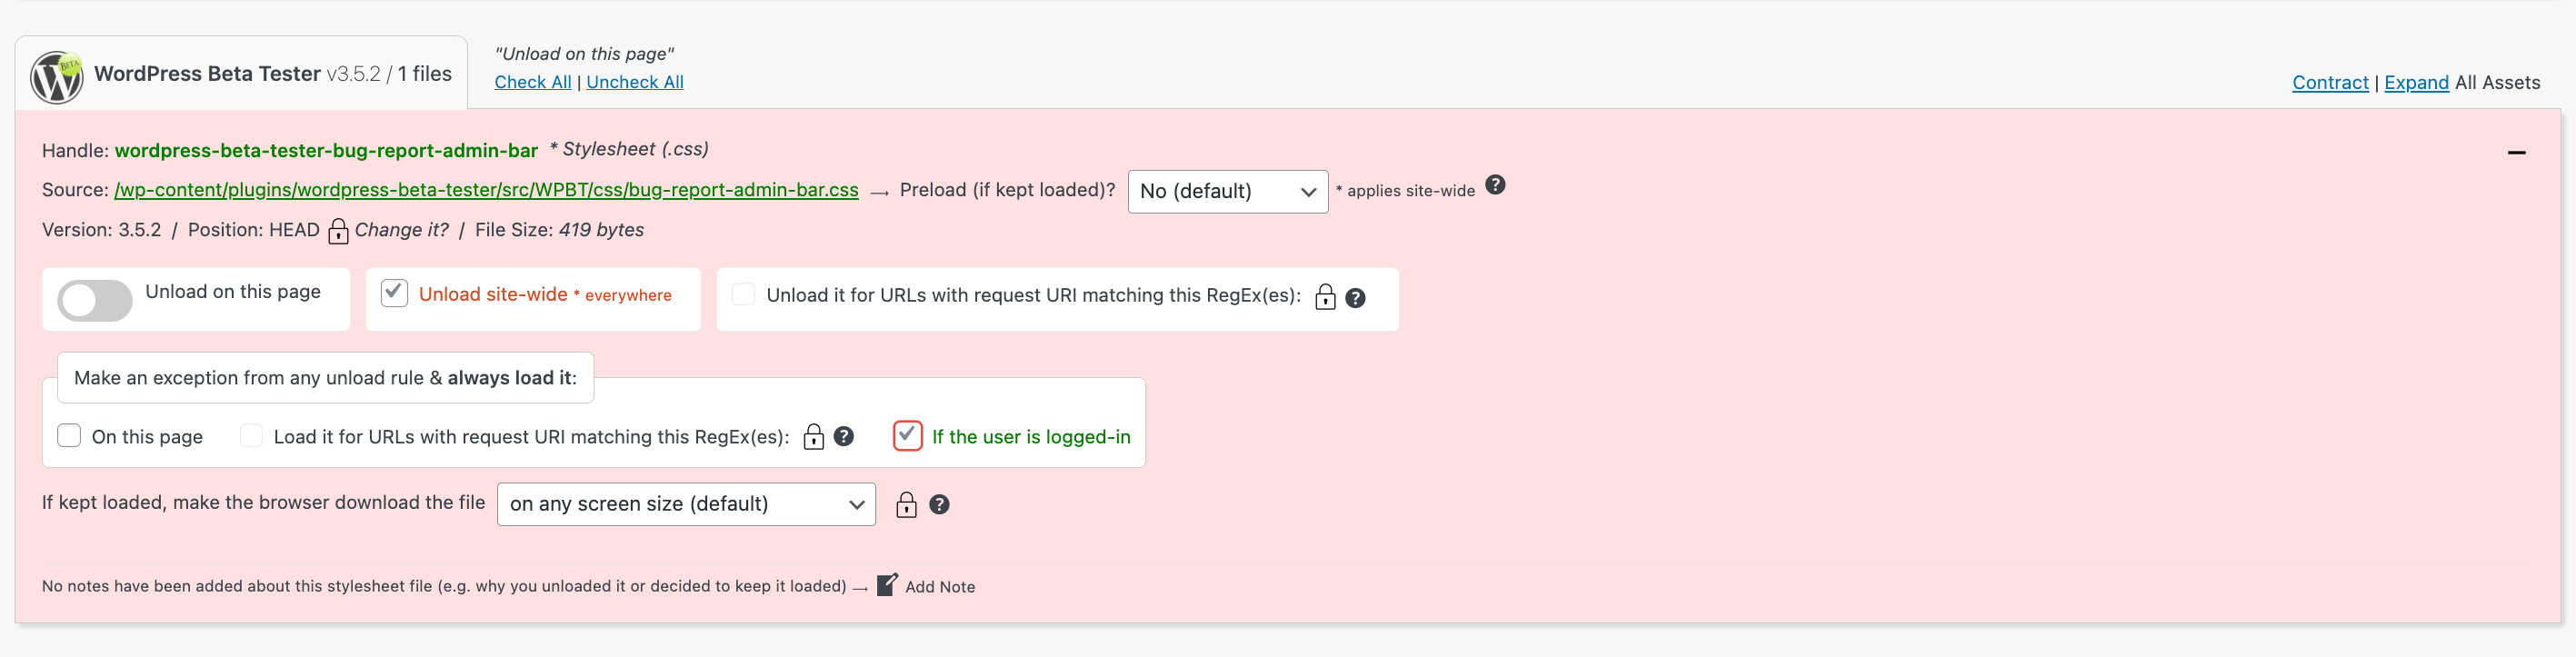 "Unload on this page"
BETA
WordPress Beta Tester v3.5.2 / 1 files
Check All | Uncheck All
Contract | Expand All Assets
Handle: wordpress-beta-tester-bug-report-admin-bar * Stylesheet (.css)
Source: /wp-content/plugins/wordpress-beta-tester/src/WPBT/css/bug-report-admin-bar.css → Preload (if kept loaded)? No (default) * applies site-wide ?
Version: 3.5.2 / Position: HEAD Change it? / File Size: 419 bytes
Unload on this page
Unload site-wide * everywhere
Unload it for URLs with request URI matching this RegEx(es): ?
Make an exception from any unload rule & always load it:
On this page Load it for URLs with request URI matching this RegEx(es): ? If the user is logged-in
If kept loaded, make the browser download the file on any screen size (default) ?
No notes have been added about this stylesheet file (e.g. why you unloaded it or decided to keep it loaded) → Add Note